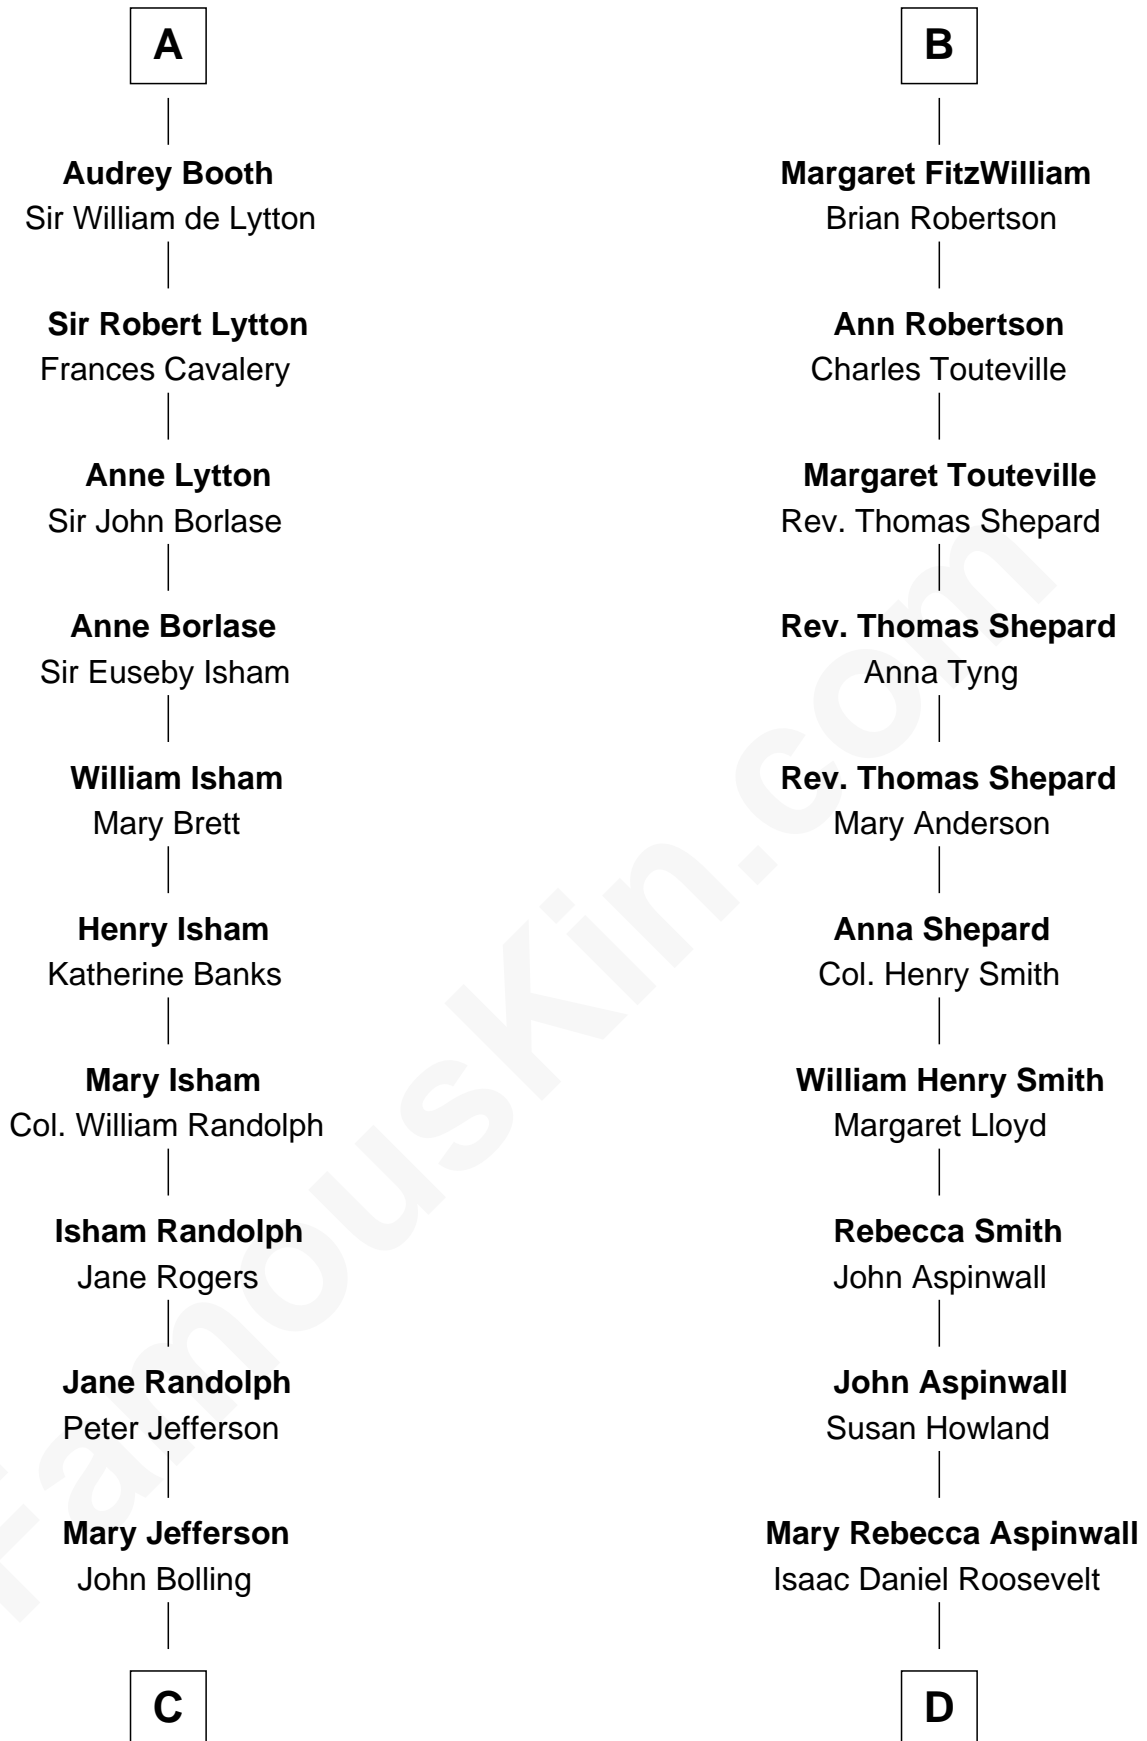 A
Audrey Booth
Sir William de Lytton
Sir Robert Lytton
Frances Cavalery
Anne Lytton
Sir John Borlase
Anne Borlase
Sir Euseby Isham
William Isham
Mary Brett
Henry Isham
Katherine Banks
Mary Isham
Col. William Randolph
Isham Randolph
Jane Rogers
Jane Randolph
Peter Jefferson
Mary Jefferson
John Bolling
C
B
Margaret FitzWilliam
Brian Robertson
Ann Robertson
Charles Touteville
Margaret Touteville
Rev. Thomas Shepard
Rev. Thomas Shepard
Anna Tyng
Rev. Thomas Shepard
Mary Anderson
Anna Shepard
Col. Henry Smith
William Henry Smith
Margaret Lloyd
Rebecca Smith
John Aspinwall
John Aspinwall
Susan Howland
Mary Rebecca Aspinwall
Isaac Daniel Roosevelt
D
FamousKin.com